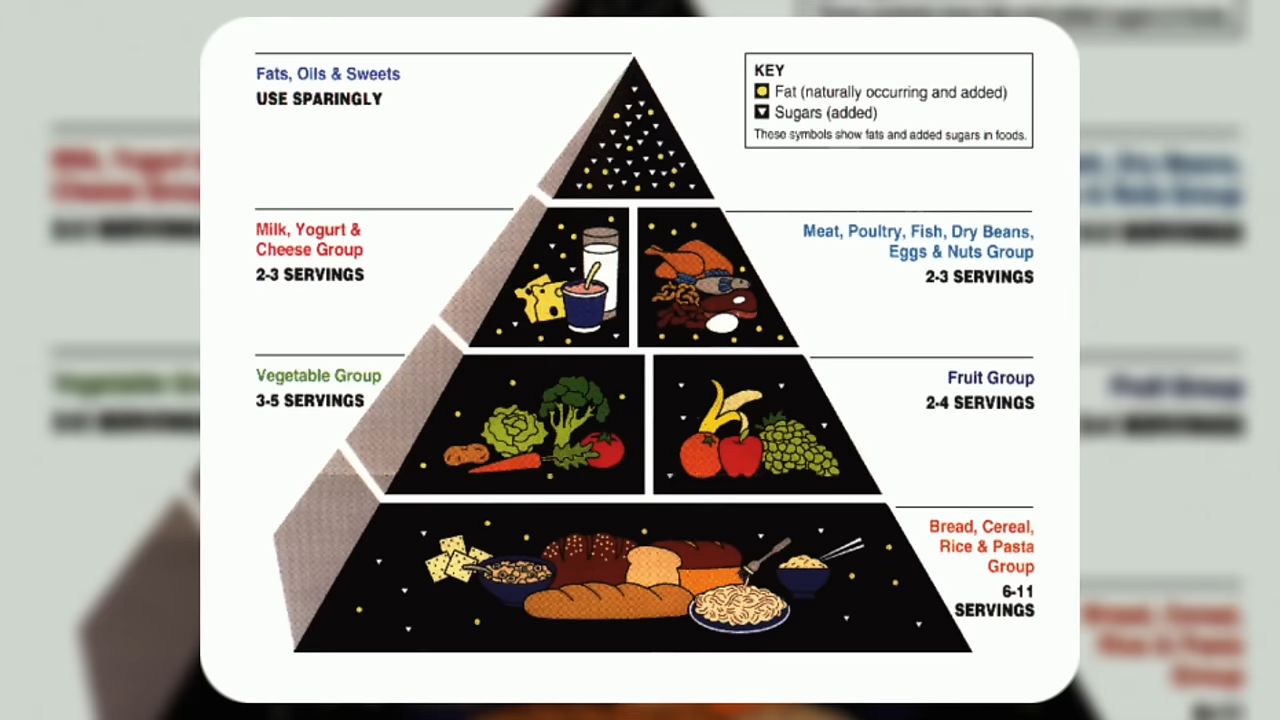 Fats, Oils & Sweets
USE SPARINGLY
KEY
Fat (naturally occurring and added)
Sugars (added)
These symbols show fats and added sugars in foods.
Milk, Yogurt &
Cheese Group
2-3 SERVINGS
Meat, Poultry, Fish, Dry Beans,
Eggs & Nuts Group
2-3 SERVINGS
Vegetable Group
3-5 SERVINGS
Fruit Group
2-4 SERVINGS
Bread, Cereal,
Rice & Pasta
Group
6-11
SERVINGS